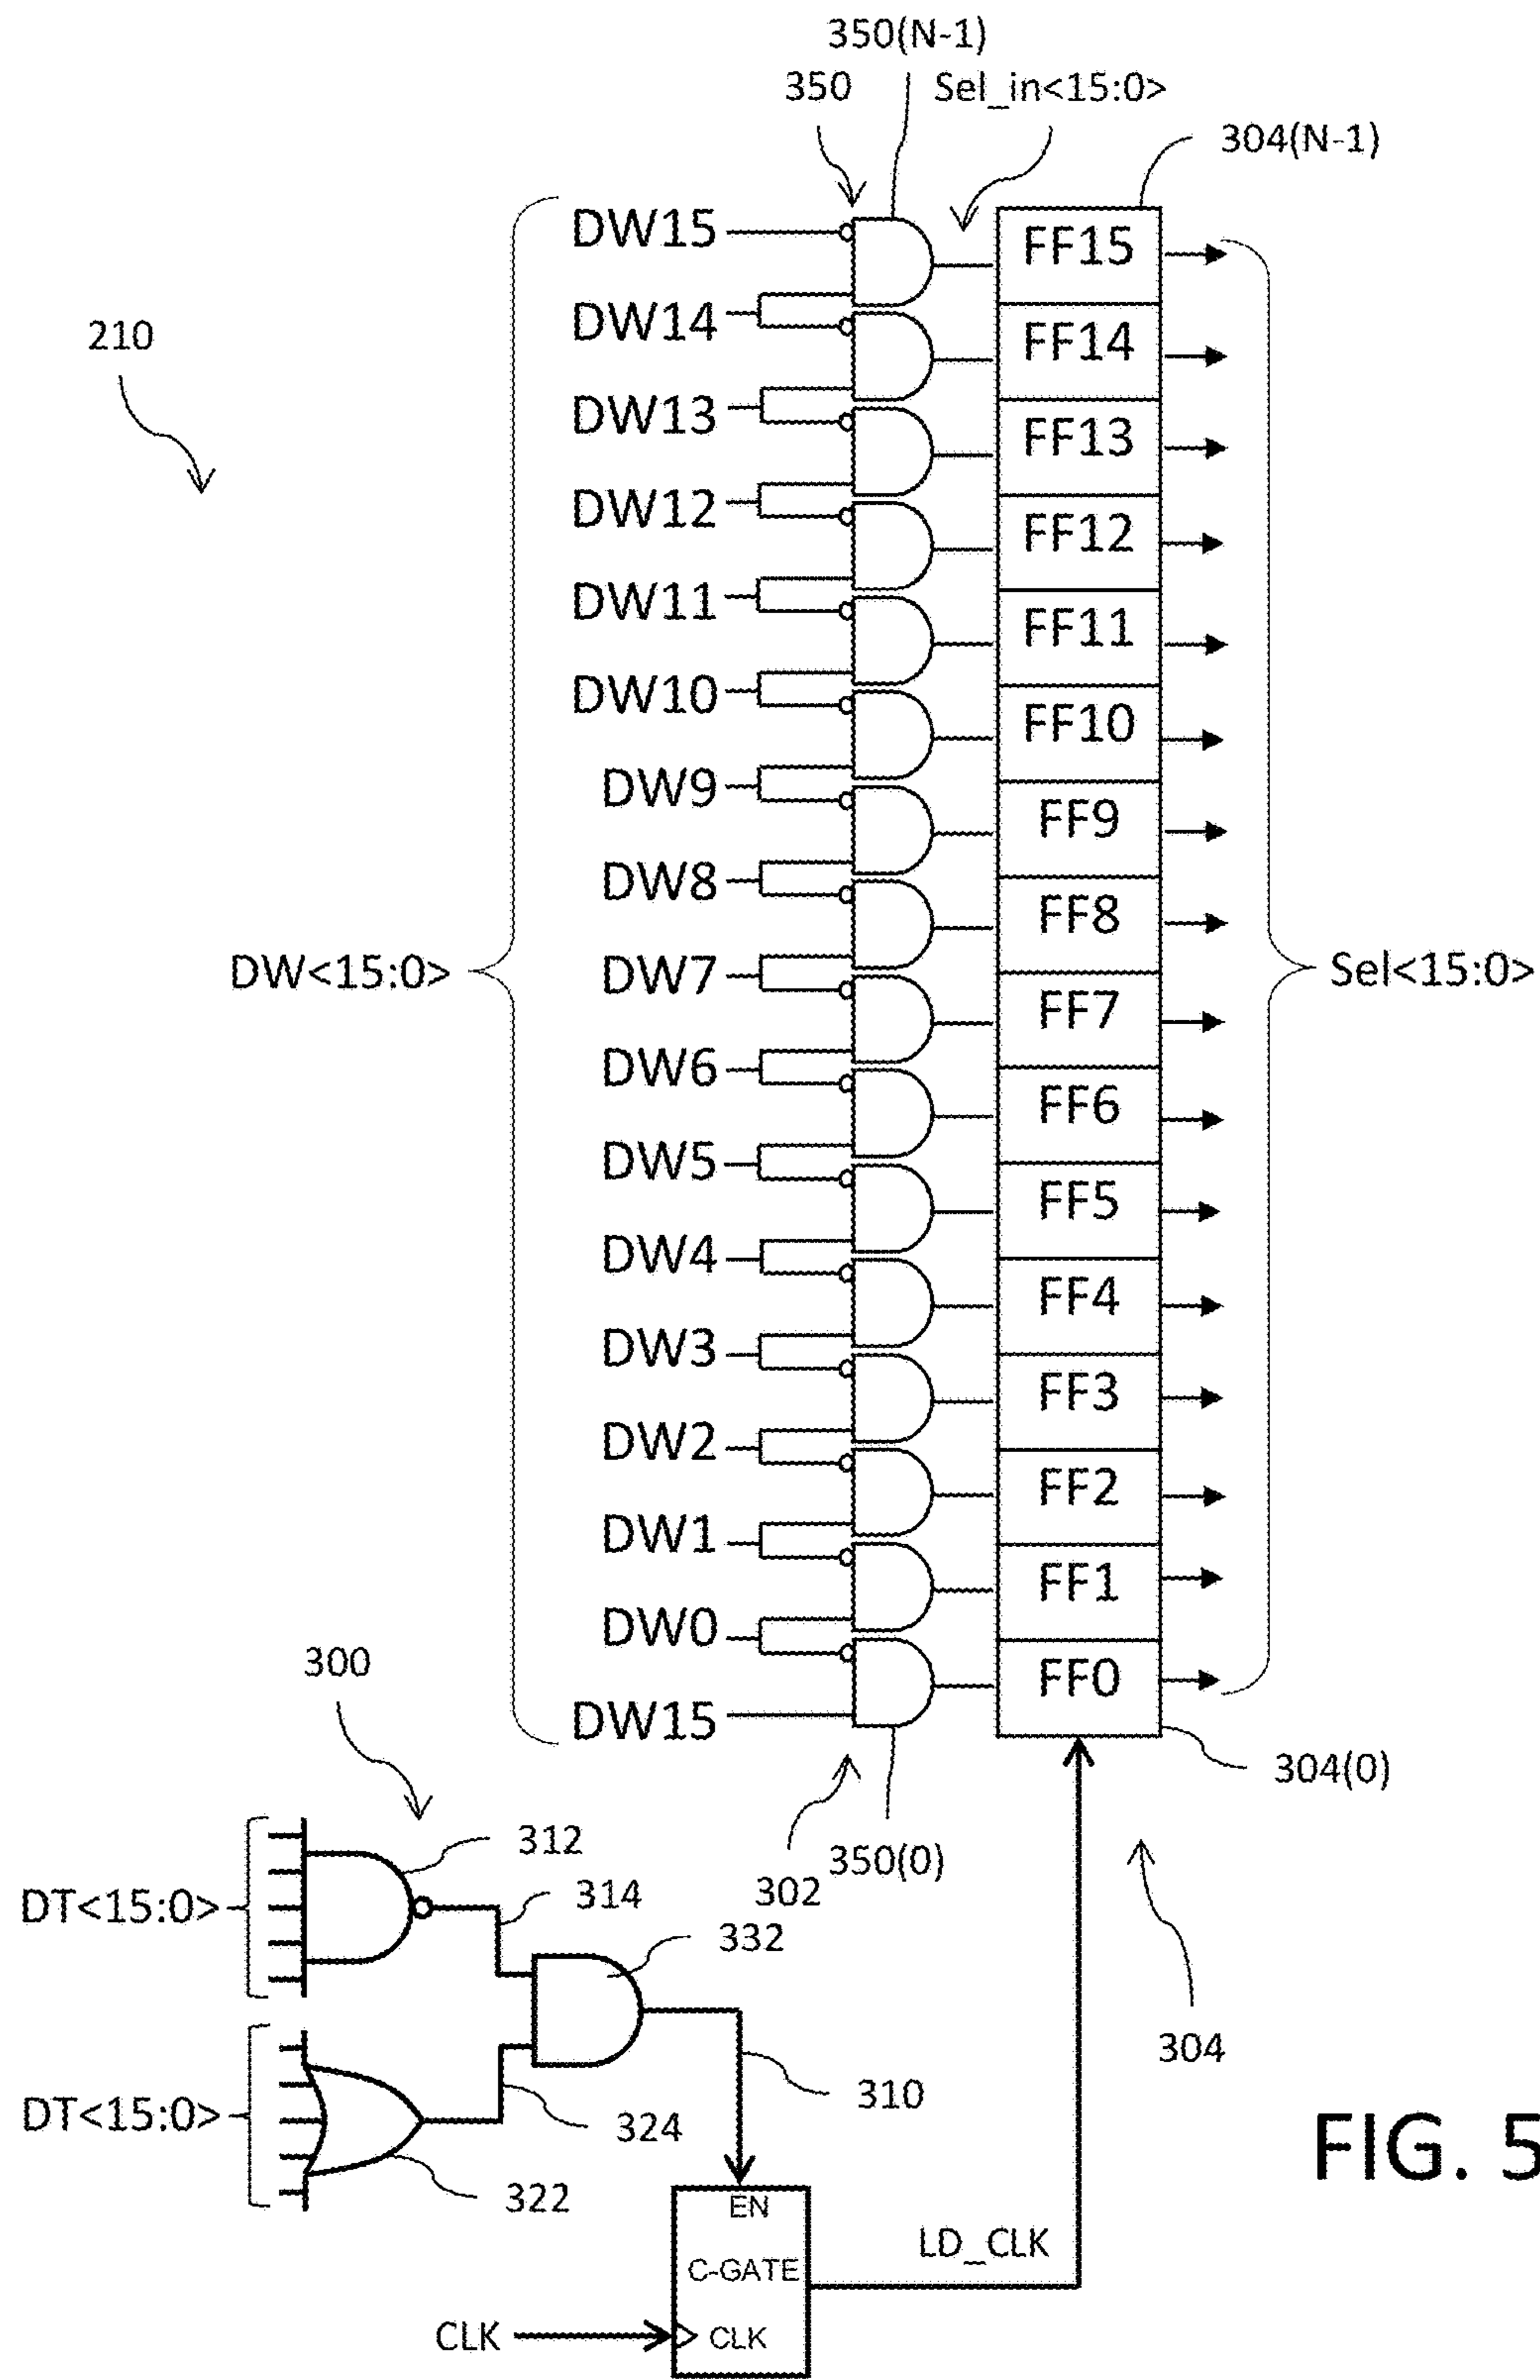 350(N-1)
350 Sel_in<15:0>
304(N-1)
DW15
FF15
DW14
FF14
210
DW13
FF13
DW12
FF12
DW11
FF11
DW10
FF10
DW9
FF9
DW8
FF8
DW<15:0>
DW7
FF7
Sel<15:0>
DW6
FF6
DW5
FF5
DW4
FF4
DW3
FF3
DW2
FF2
DW1
FF1
DW0
FF0
300
DW15
304(0)
312
350(0)
302
DT<15:0>
314
332
304
310
DT<15:0>
324
322
FIG. 5
EN
LD_CLK
C-GATE
CLK
CLK